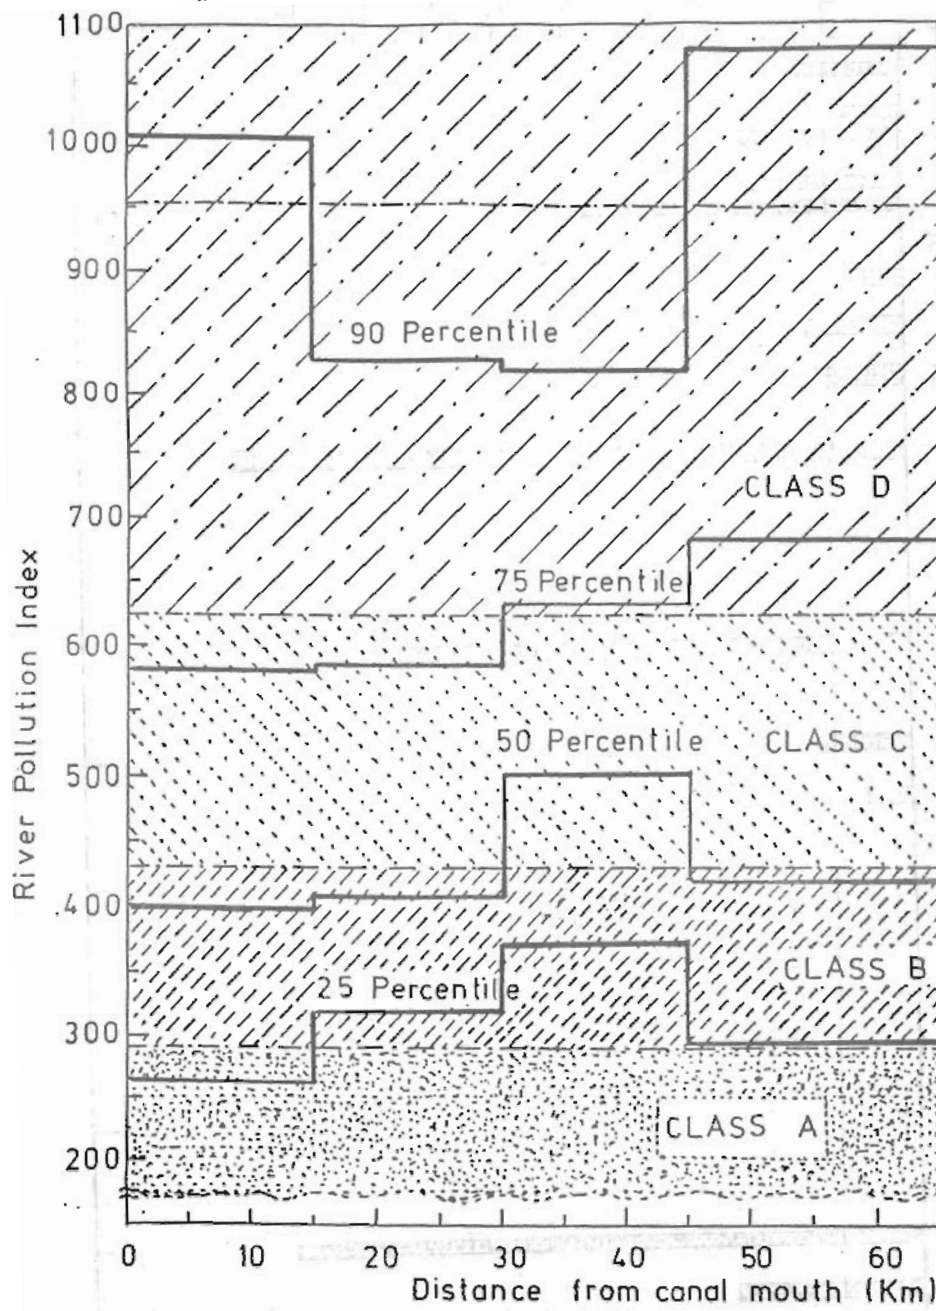 1100
1000
900
90 Percentile
800
CLASS D
700
75 Percentile
600
50 Percentile CLASS C
500
400
CLASS B
25 Percentile
300
CLASS A
200
River Pollution Index
0 10 20 30 40 50 60
Distance from canal mouth (Km)